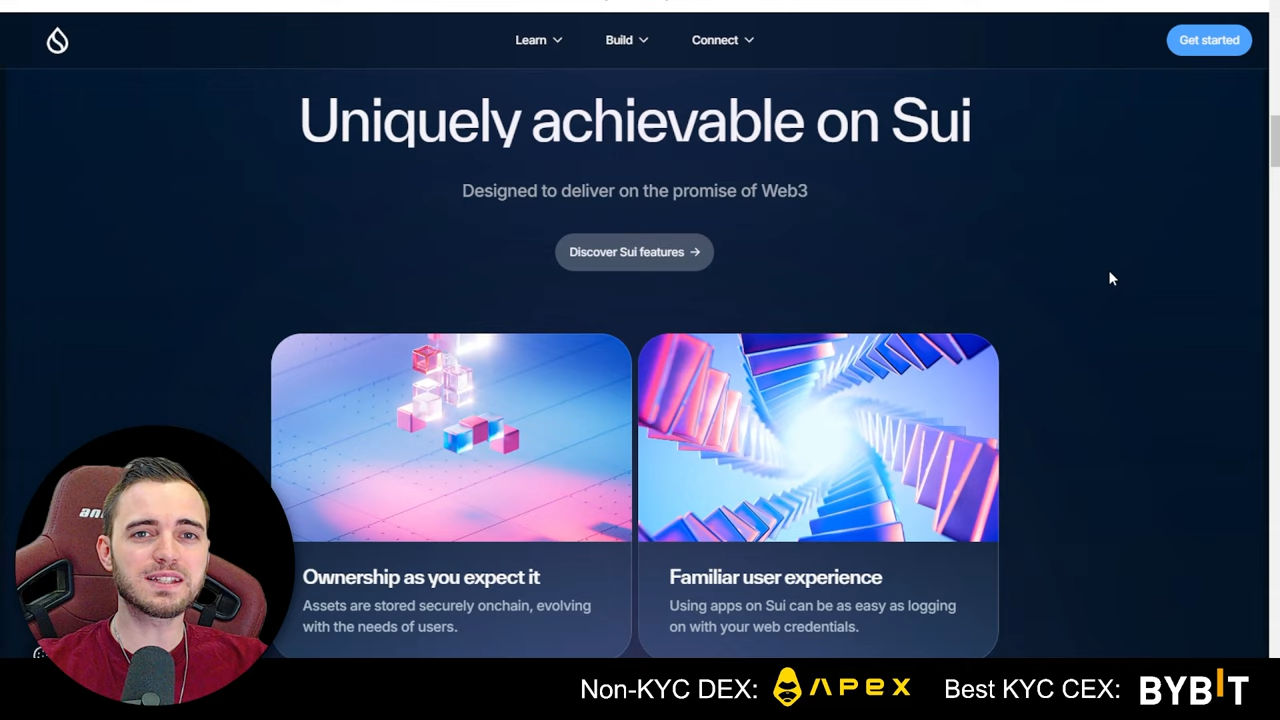 Learn
Build
Connect
Get started
Uniquely achievable on Sui
Designed to deliver on the promise of Web3
Discover Sui features →
Ownership as you expect it
Assets are stored securely onchain, evolving
with the needs of users.
Familiar user experience
Using apps on Sui can be as easy as logging
on with your web credentials.
an
Non-KYC DEX: APEX Best KYC CEX: BYBIT